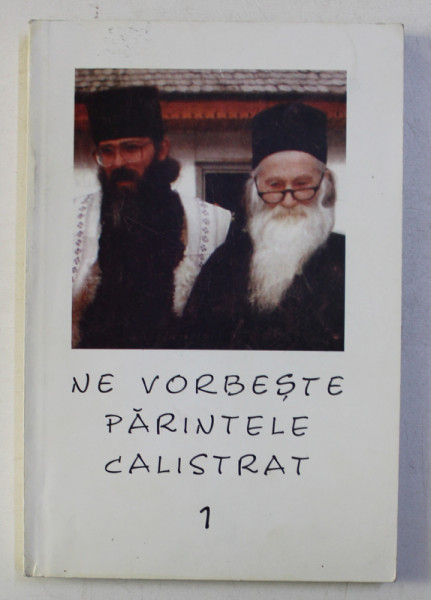 NE VORBEȘTE
PĂRINTELE
CALISTRAT
1